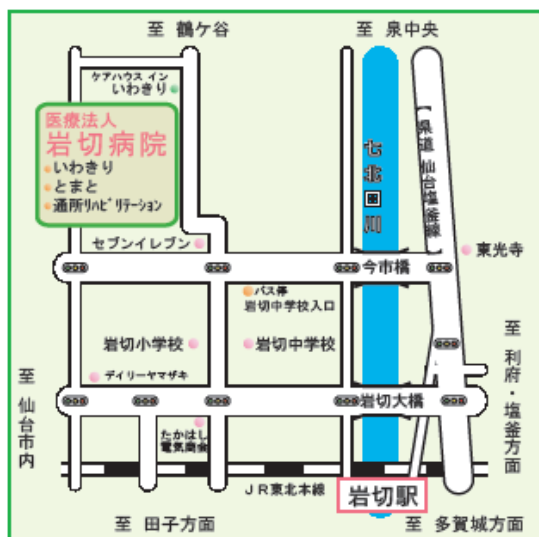 至 鶴ケ谷
至 泉中央
ケアハウス イン
いわきり
医療法人
岩切病院
いわきり
とまと
通所ﾘﾊﾋﾞﾘﾃｰｼｮﾝ
七北田川
【県道 仙台塩釜線】
セブンイレブン
東光寺
今市橋
バス停
岩切中学校入口
岩切小学校
岩切中学校
至 利府・塩釜方面
デイリーヤマザキ
至 仙台市内
岩切大橋
たかはし
電気商会
JR東北本線
岩切駅
至 田子方面
至 多賀城方面